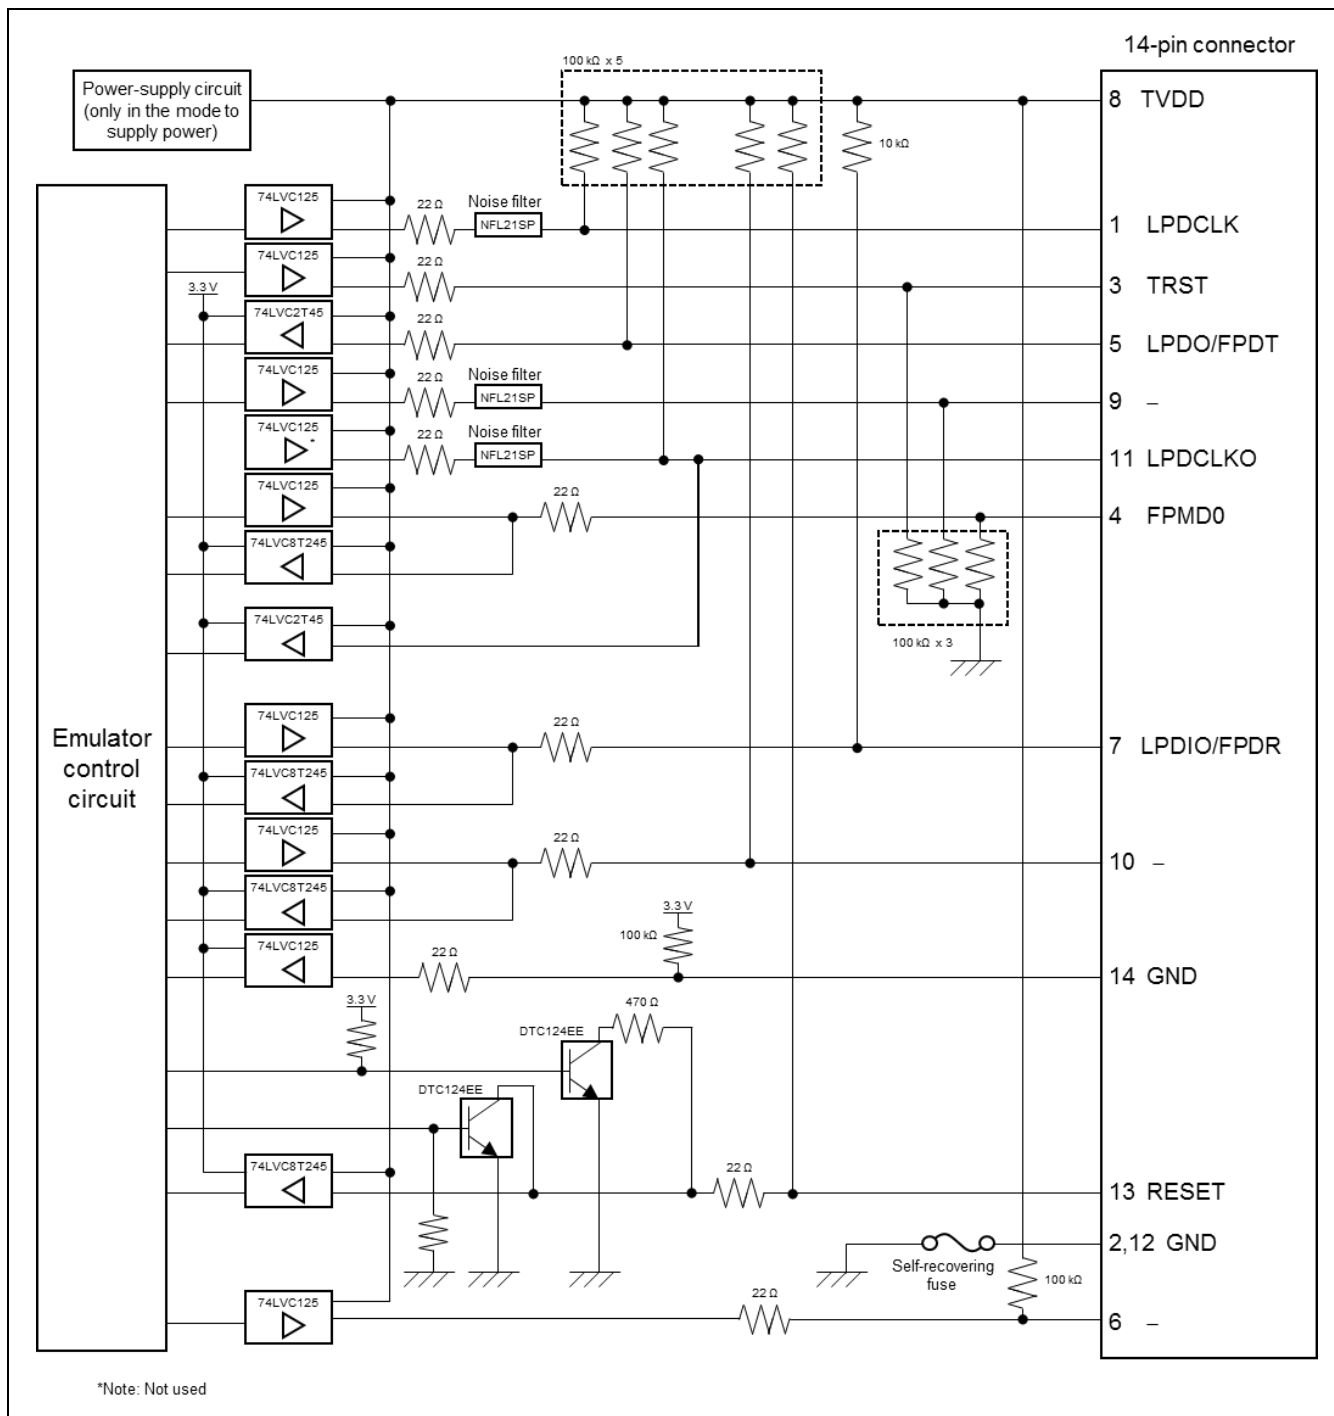 14-pin connector
100 kΩ x 5
Power-supply circuit
(only in the mode to
supply power)
8 TVDD
10 kΩ
74LVC125
22 Ω
Noise filter
NFL21SP
1 LPDCLK
74LVC125
22 Ω
3.3 V
3 TRST
74LVC2T45
22 Ω
5 LPDO/FPDT
74LVC125
22 Ω
Noise filter
NFL21SP
9 –
74LVC125
*
22 Ω
Noise filter
NFL21SP
11 LPDCLKO
74LVC125
22 Ω
4 FPMD0
74LVC8T245
74LVC2T45
100 kΩ x 3
74LVC125
22 Ω
Emulator
control
circuit
7 LPDIO/FPDR
74LVC8T245
74LVC125
22 Ω
10 –
74LVC8T245
3.3 V
100 kΩ
74LVC125
22 Ω
14 GND
3.3 V
470 Ω
DTC124EE
DTC124EE
74LVC8T245
22 Ω
13 RESET
2,12 GND
Self-recovering
fuse
100 kΩ
74LVC125
22 Ω
6 –
*Note: Not used